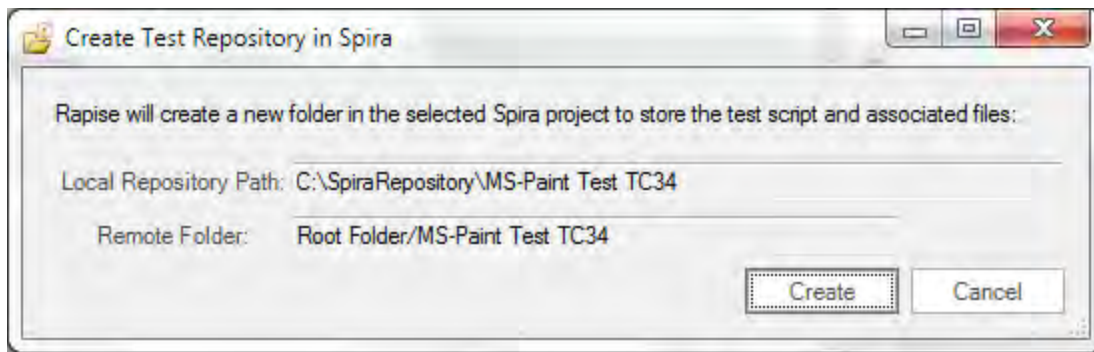 Create Test Repository in Spira
Rapise will create a new folder in the selected Spira project to store the test script and associated files:
Local Repository Path: C:\SpiraRepository\MS-Paint Test TC34
Remote Folder: Root Folder/MS-Paint Test TC34
Create Cancel